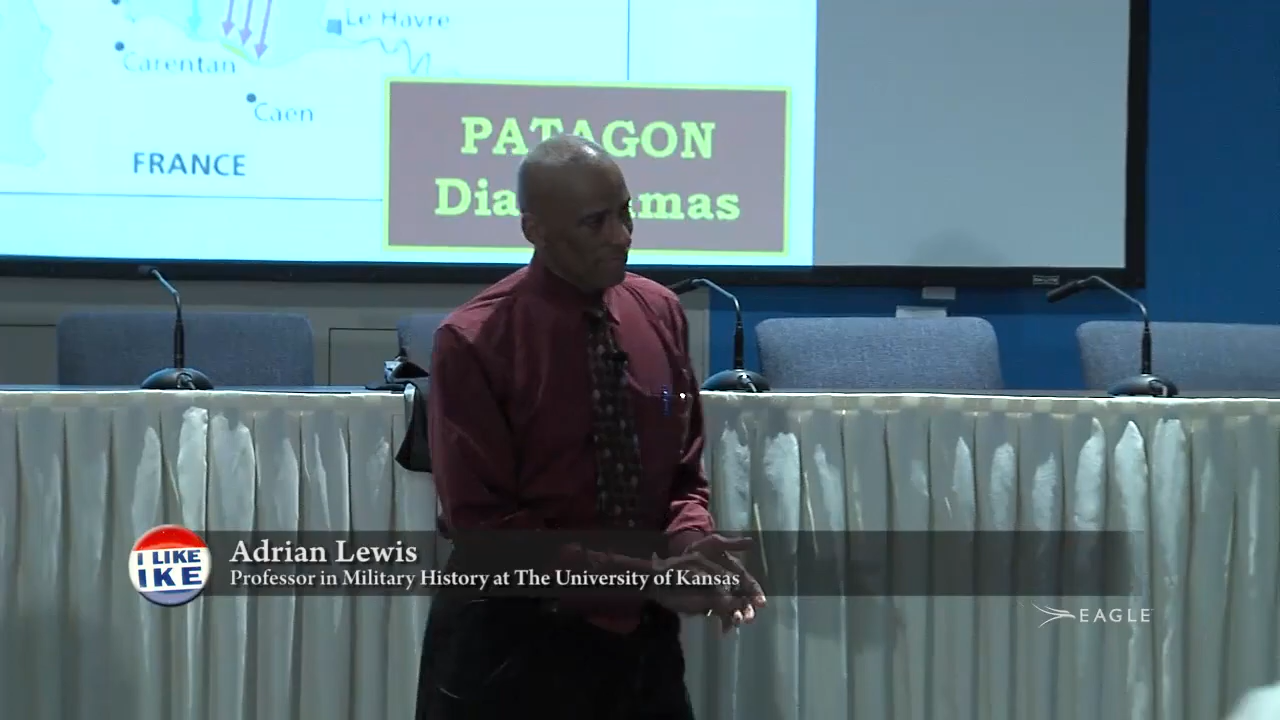 Le Havre
Carentan
Caen
FRANCE
PATAGON
I LIKE
IKE
Adrian Lewis
Professor in Military History at The University of Kansas
EAGLE